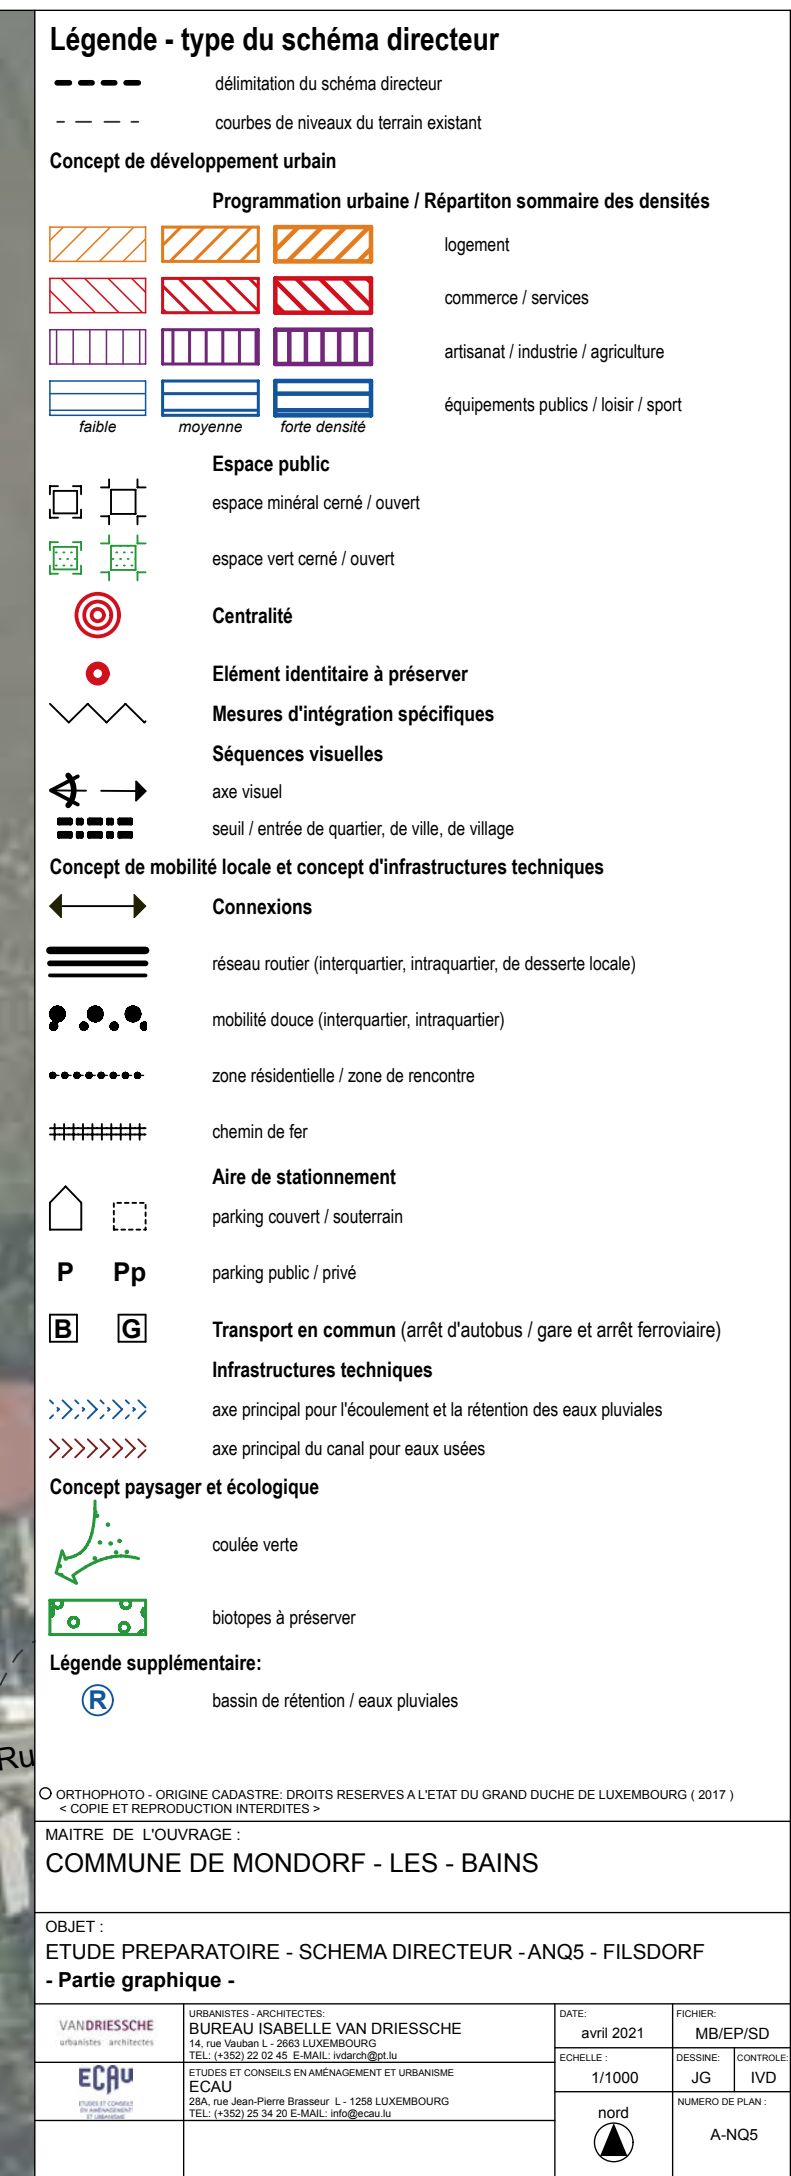 Légende - type du schéma directeur
délimitation du schéma directeur
courbes de niveaux du terrain existant
Concept de développement urbain
Programmation urbaine / Répartiton sommaire des densités
logement
commerce / services
artisanat / industrie / agriculture
équipements publics / loisir / sport
faible moyenne forte densité
Espace public
espace minéral cerné / ouvert
espace vert cerné / ouvert
Centralité
Elément identitaire à préserver
Mesures d'intégration spécifiques
Séquences visuelles
axe visuel
seuil / entrée de quartier, de ville, de village
Concept de mobilité locale et concept d'infrastructures techniques
Connexions
réseau routier (interquartier, intraquartier, de desserte locale)
mobilité douce (interquartier, intraquartier)
zone résidentielle / zone de rencontre
chemin de fer
Aire de stationnement
parking couvert / souterrain
P Pp parking public / privé
B G Transport en commun (arrêt d'autobus / gare et arrêt ferroviaire)
Infrastructures techniques
axe principal pour l'écoulement et la rétention des eaux pluviales
axe principal du canal pour eaux usées
Concept paysager et écologique
coulée verte
biotopes à préserver
Légende supplémentaire:
R bassin de rétention / eaux pluviales
Ru
ORTHOPHOTO - ORIGINE CADASTRE: DROITS RESERVES A L'ETAT DU GRAND DUCHE DE LUXEMBOURG ( 2017 )
< COPIE ET REPRODUCTION INTERDITES >
MAITRE DE L'OUVRAGE :
COMMUNE DE MONDORF - LES - BAINS
OBJET :
ETUDE PREPARATOIRE - SCHEMA DIRECTEUR - ANQ5 - FILSDORF
- Partie graphique -
VANDRIESSCHE
urbanistes architectes
URBANISTES - ARCHITECTES:
BUREAU ISABELLE VAN DRIESSCHE
14, rue Vauban L - 2663 LUXEMBOURG
TEL: (+352) 22 02 45 E-MAIL: ivdarch@pt.lu
DATE:
avril 2021
FICHIER:
MB/EP/SD
ECAU
ETUDES ET CONSEILS
EN AMÉNAGEMENT
ET URBANISME
ETUDES ET CONSEILS EN AMÉNAGEMENT ET URBANISME
ECAU
28A, rue Jean-Pierre Brasseur L - 1258 LUXEMBOURG
TEL: (+352) 25 34 20 E-MAIL: info@ecau.lu
ECHELLE :
1/1000
DESSINE:
JG
CONTROLE:
IVD
nord
NUMERO DE PLAN :
A-NQ5